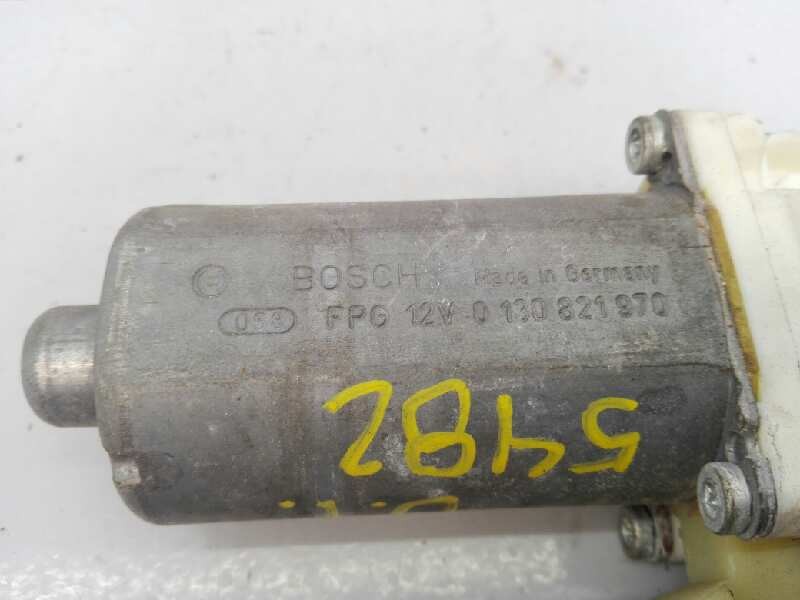 BOSCH Made in Germany
FPG 12V 0 130 821 970
5482